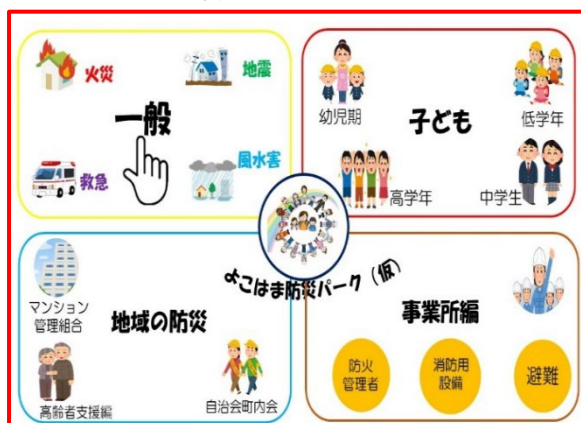 火災
地震
一般
救急
風水害
幼児期
子ども
低学年
高学年
中学生
よこはま防災パーク（仮）
マンション
管理組合
地域の防災
高齢者支援編
自治会町内会
事業所編
防火
管理者
消防用
設備
避難